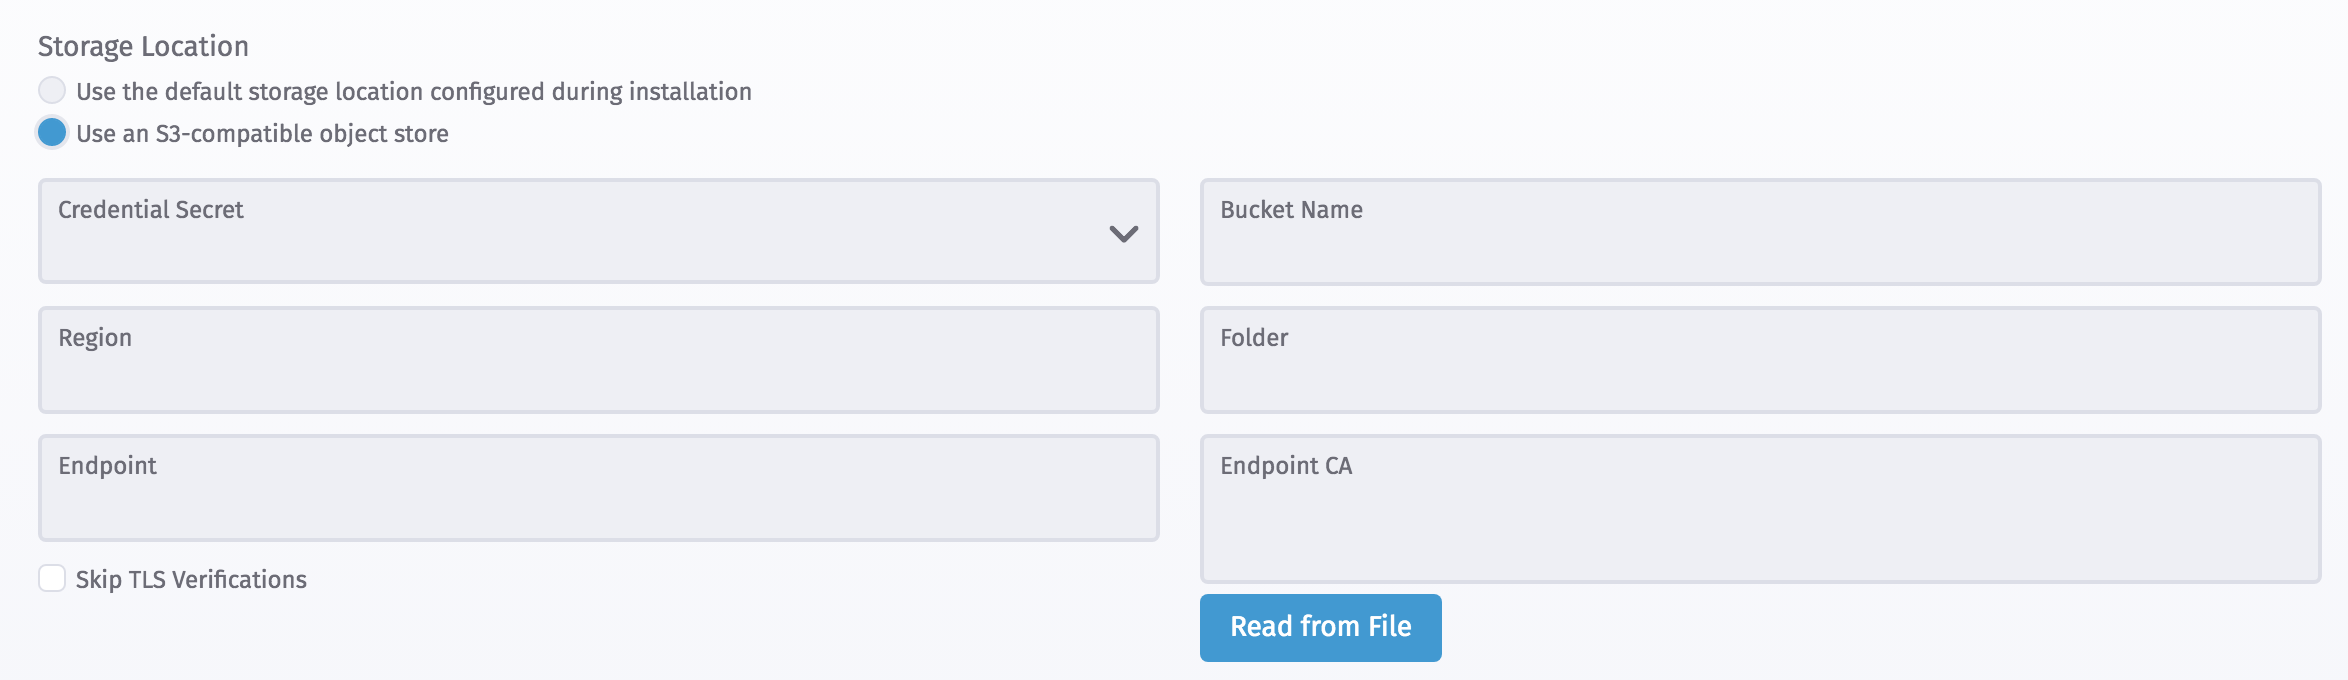 Storage Location
Use the default storage location configured during installation
Use an S3-compatible object store
Credential Secret
Bucket Name
Region
Folder
Endpoint
Endpoint CA
Skip TLS Verifications
Read from File